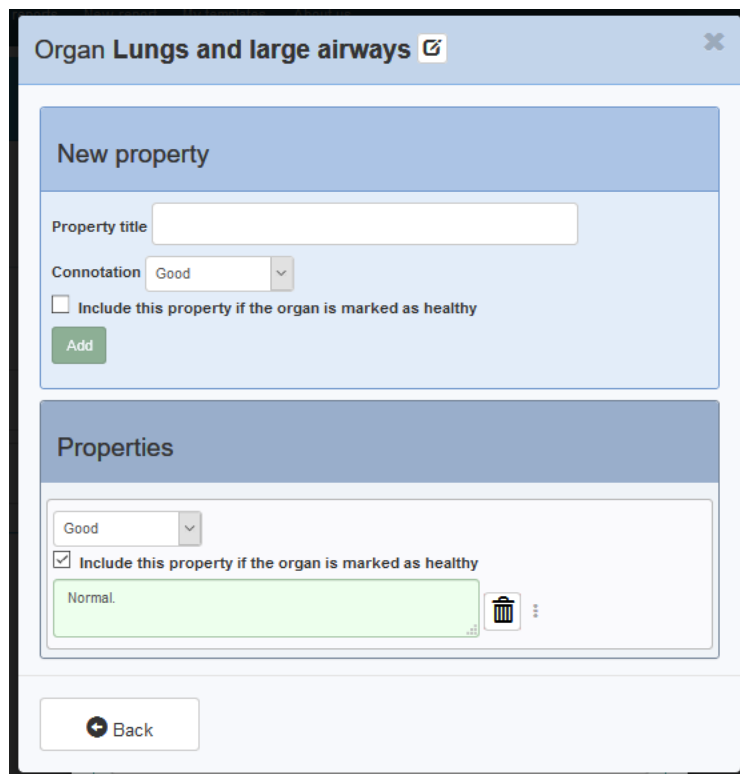 Organ Lungs and large airways
New property
Property title
Connotation Good
Include this property if the organ is marked as healthy
Add
Properties
Good
Include this property if the organ is marked as healthy
Normal.
Back